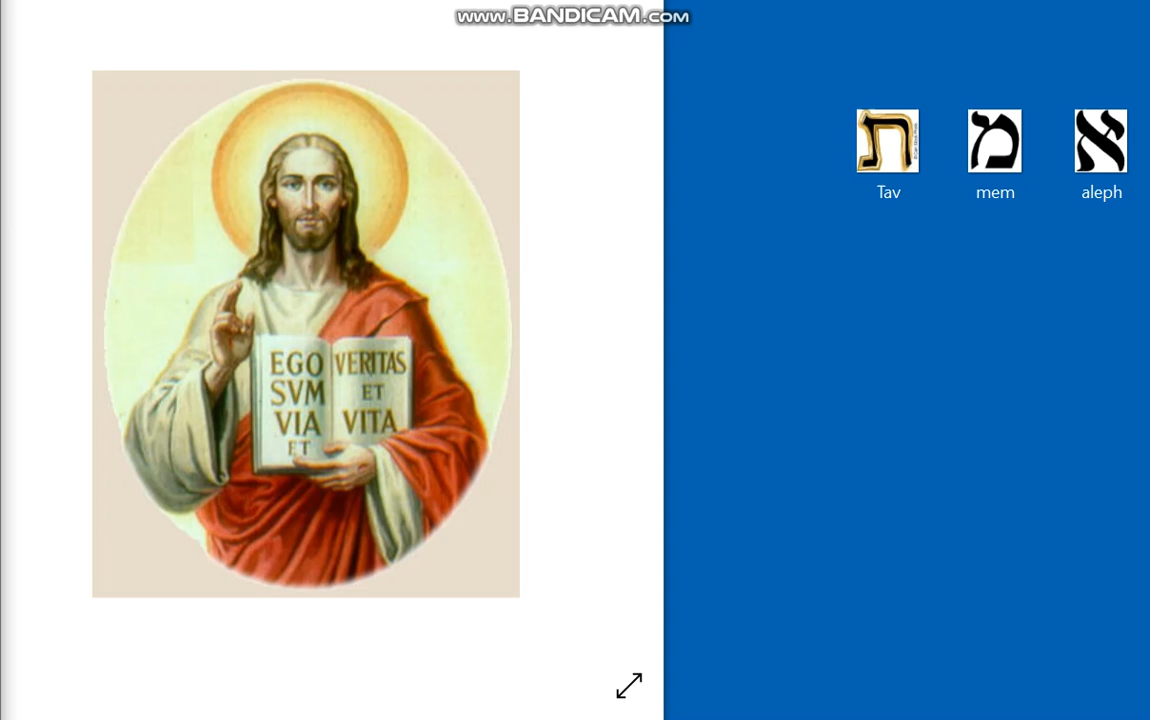 www.BANDICAM.com
EGO
SVM
VIA
ET
VERITAS
ET
VITA
ת מ א
Tav mem aleph